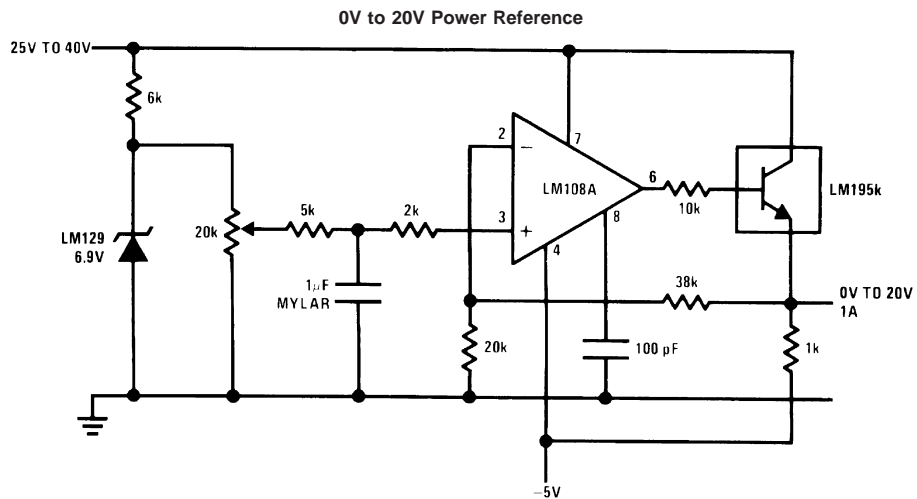 0V to 20V Power Reference
25V TO 40V
6k
2
7
LM108A
6
LM195k
5k
2k
10k
20k
3
8
LM129
6.9V
4
1μF
MYLAR
38k
0V TO 20V
1A
20k
100 pF
1k
−5V